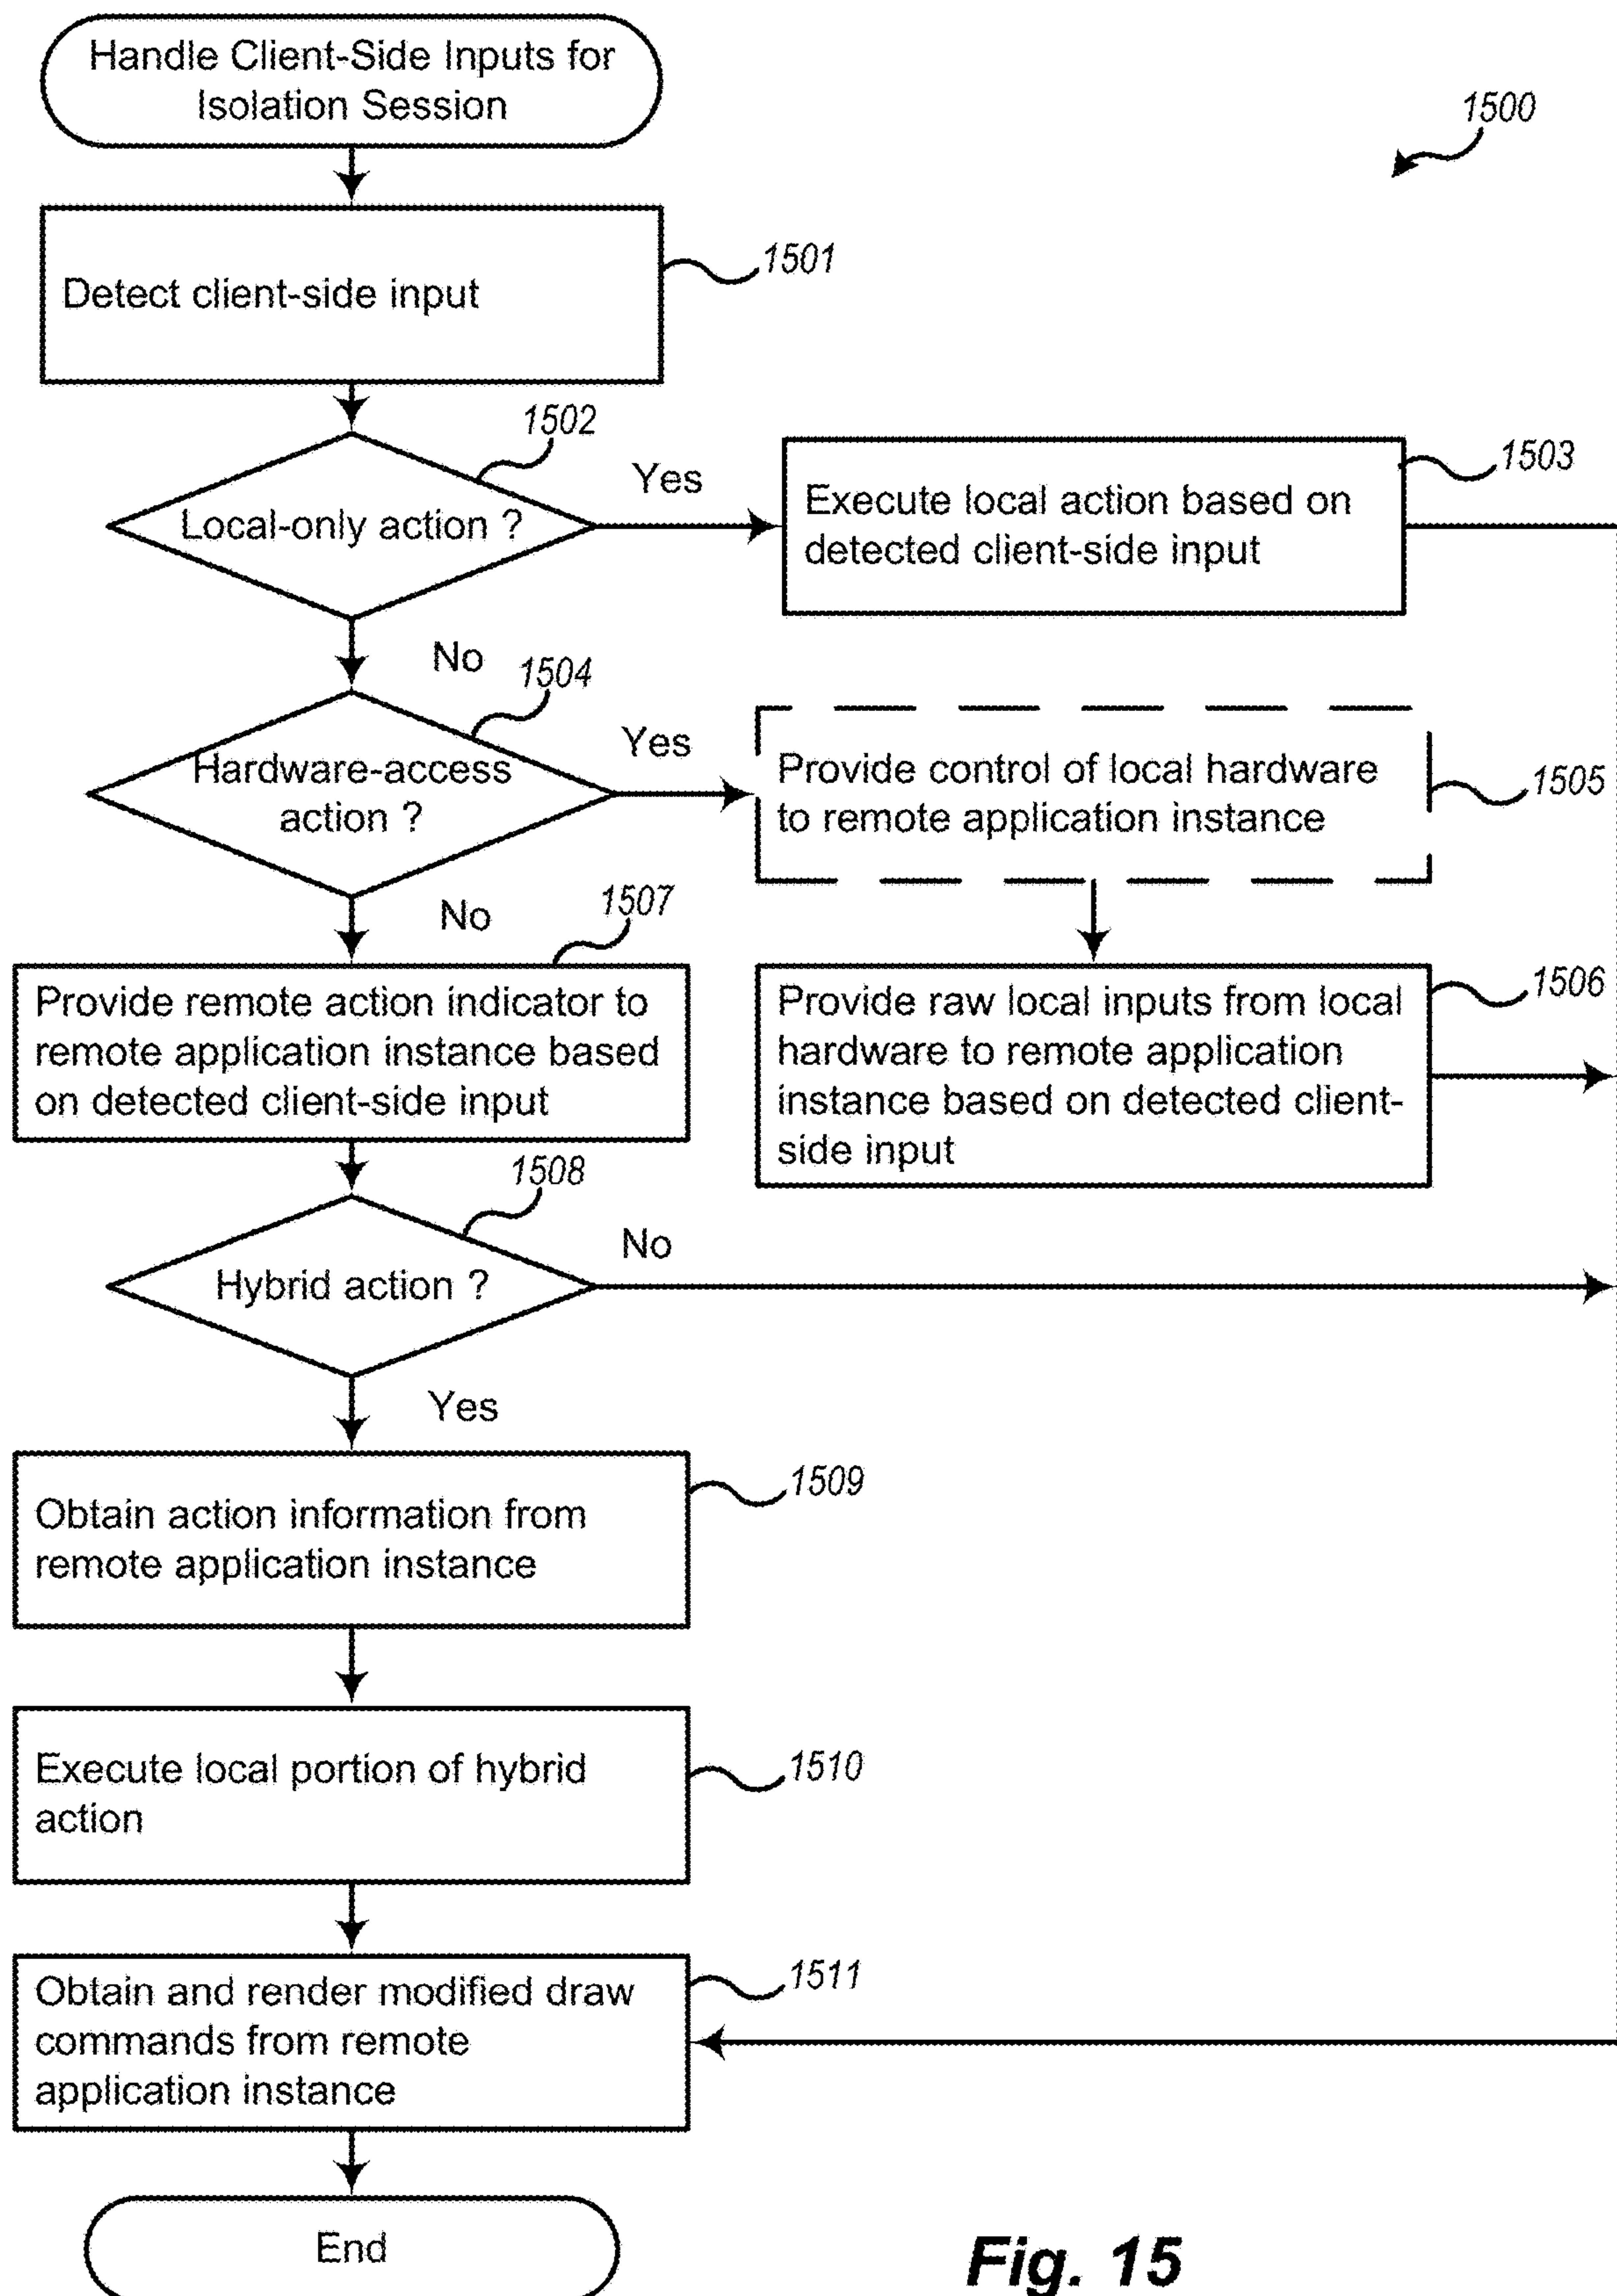 Handle Client-Side Inputs for
Isolation Session
1500
Detect client-side input
1501
1502
Local-only action ?
Yes
Execute local action based on
detected client-side input
1503
No
1504
Hardware-access
action ?
Yes
Provide control of local hardware
to remote application instance
1505
No
1507
Provide remote action indicator to
remote application instance based
on detected client-side input
Provide raw local inputs from local
hardware to remote application
instance based on detected client-
side input
1506
1508
Hybrid action ?
No
Yes
Obtain action information from
remote application instance
1509
Execute local portion of hybrid
action
1510
Obtain and render modified draw
commands from remote
application instance
1511
End
Fig. 15